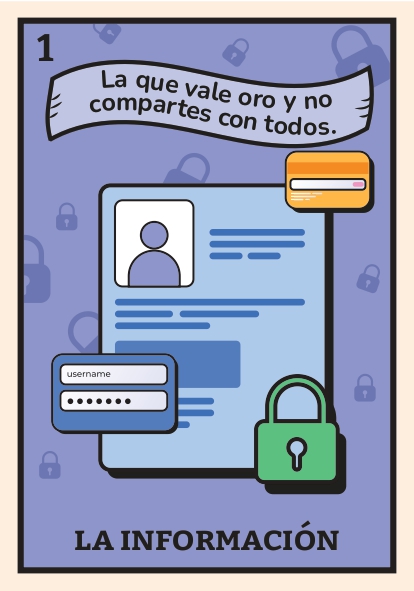 1
La que vale oro y no
compartes con todos.
username
LA INFORMACIÓN